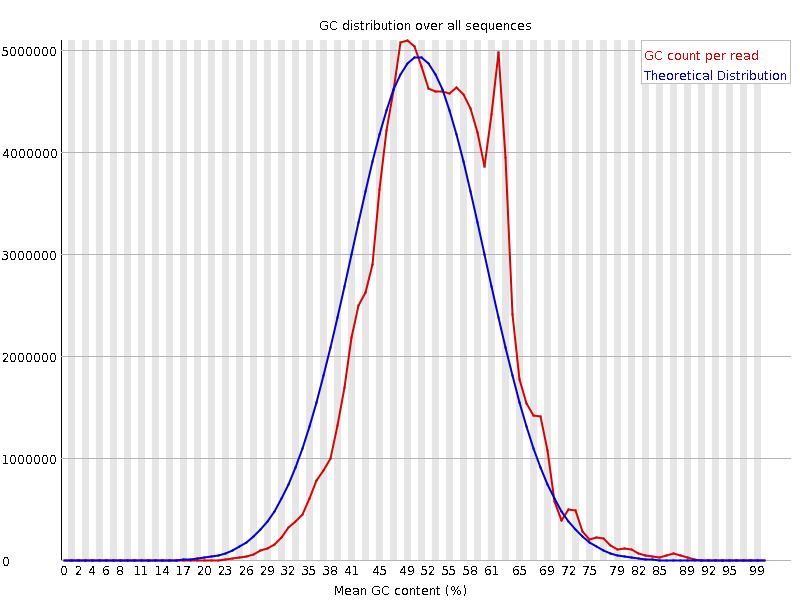 GC distribution over all sequences
GC count per read
Theoretical Distribution
5000000
4000000
3000000
2000000
1000000
0
0 2 4 6 8 11 14 17 20 23 26 29 32 35 38 41 45 49 52 55 58 61 65 69 72 75 79 82 85 89 92 95 99
Mean GC content (%)